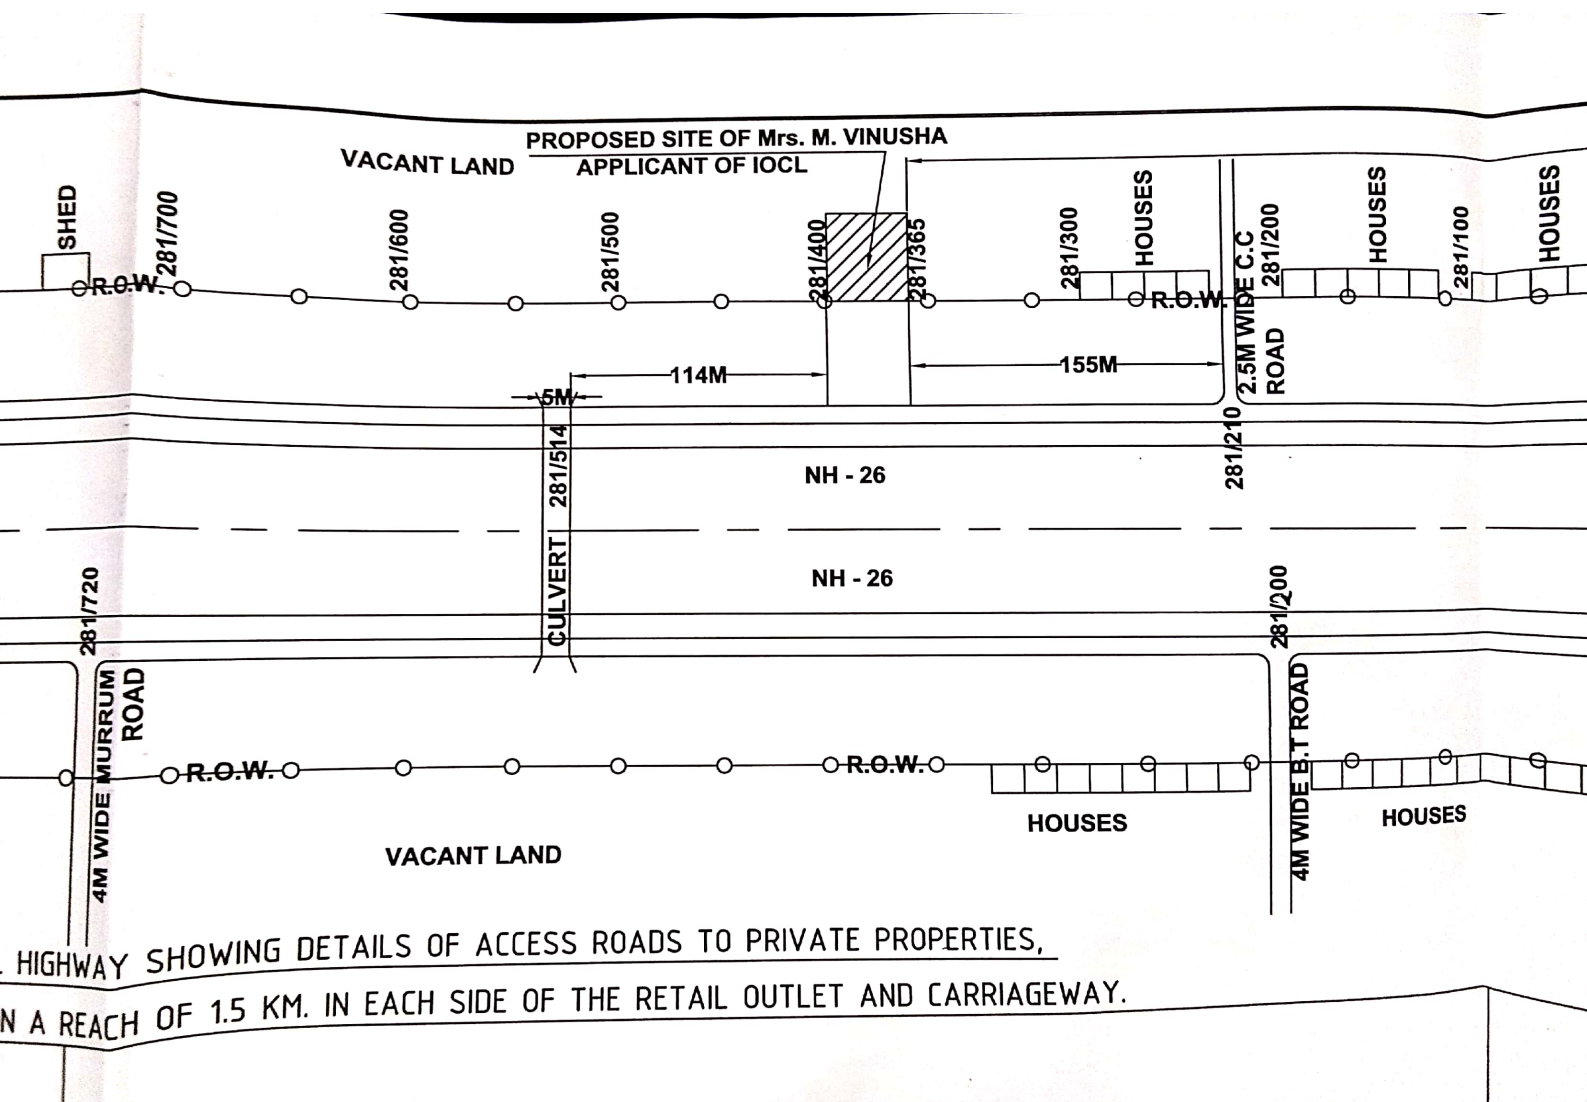 PROPOSED SITE OF Mrs. M. VINUSHA
APPLICANT OF IOCL
VACANT LAND
SHED
281/700
281/600
281/500
281/400
281/365
281/300
HOUSES
281/200
HOUSES
281/100
HOUSES
R.O.W.
R.O.W.
2.5M WIDE C.C
ROAD
114M
155M
5M
281/514
CULVERT
281/210
NH - 26
NH - 26
281/720
281/200
4M WIDE MURRUM
ROAD
4M WIDE B.T ROAD
R.O.W.
R.O.W.
HOUSES
HOUSES
VACANT LAND
HIGHWAY SHOWING DETAILS OF ACCESS ROADS TO PRIVATE PROPERTIES,
N A REACH OF 1.5 KM. IN EACH SIDE OF THE RETAIL OUTLET AND CARRIAGEWAY.